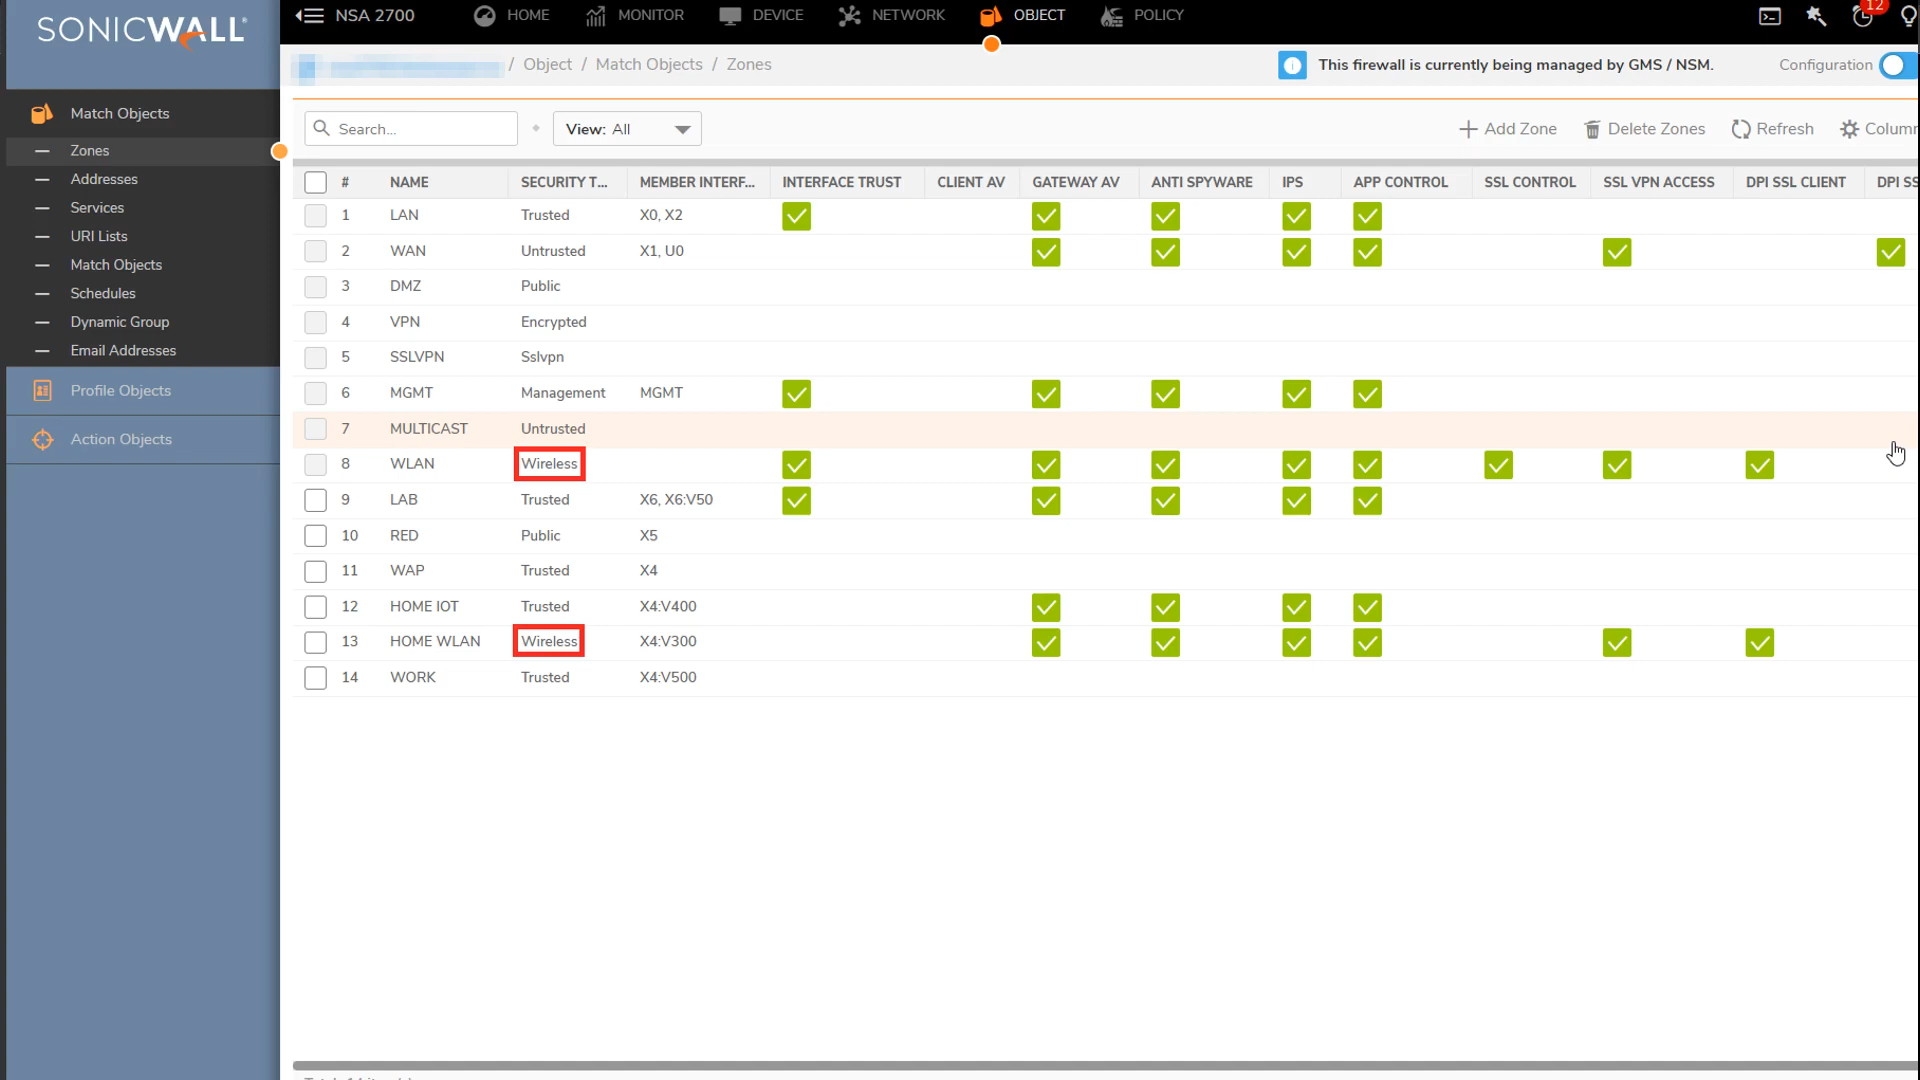 SONICWALL
NSA 2700
HOME
MONITOR
DEVICE
NETWORK
OBJECT
POLICY
12
/ Object / Match Objects / Zones
This firewall is currently being managed by GMS / NSM.
Configuration
Match Objects
Zones
Addresses
Services
URI Lists
Match Objects
Schedules
Dynamic Group
Email Addresses
Profile Objects
Action Objects
Search...
View: All
Add Zone
Delete Zones
Refresh
Colum
# NAME SECURITY T... MEMBER INTERF... INTERFACE TRUST CLIENT AV GATEWAY AV ANTI SPYWARE IPS APP CONTROL SSL CONTROL SSL VPN ACCESS DPI SSL CLIENT DPI SS
1 LAN Trusted X0, X2
2 WAN Untrusted X1, U0
3 DMZ Public
4 VPN Encrypted
5 SSLVPN Sslvpn
6 MGMT Management MGMT
7 MULTICAST Untrusted
8 WLAN Wireless
9 LAB Trusted X6, X6:V50
10 RED Public X5
11 WAP Trusted X4
12 HOME IOT Trusted X4:V400
13 HOME WLAN Wireless X4:V300
14 WORK Trusted X4:V500